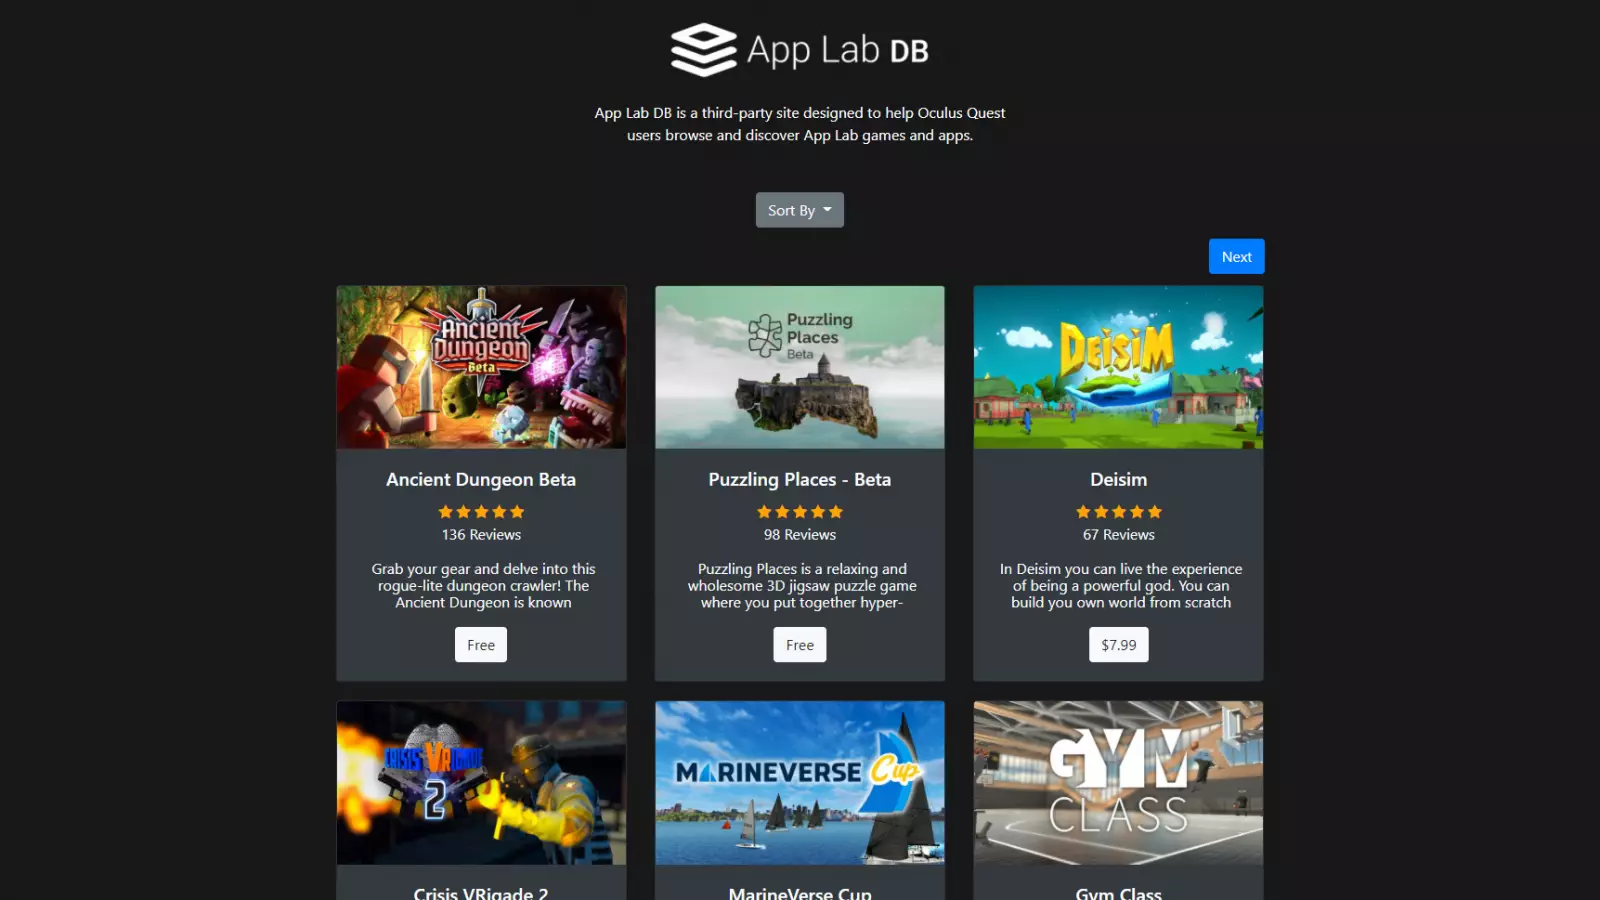 App Lab DB
App Lab DB is a third-party site designed to help Oculus Quest
users browse and discover App Lab games and apps.
Sort By
Next
Ancient
Dungeon
Beta
Puzzling
Places
Beta
DEISIM
Ancient Dungeon Beta
Puzzling Places - Beta
Deisim
136 Reviews
98 Reviews
67 Reviews
Grab your gear and delve into this
rogue-lite dungeon crawler! The
Ancient Dungeon is known
Puzzling Places is a relaxing and
wholesome 3D jigsaw puzzle game
where you put together hyper-
In Deisim you can live the experience
of being a powerful god. You can
build you own world from scratch
Free
Free
$7.99
CRISIS VRIGADE
2
MARINEVERSE Cup
GYM
CLASS
Crisis VRigade 2
MarineVerse Cup
Gym Class